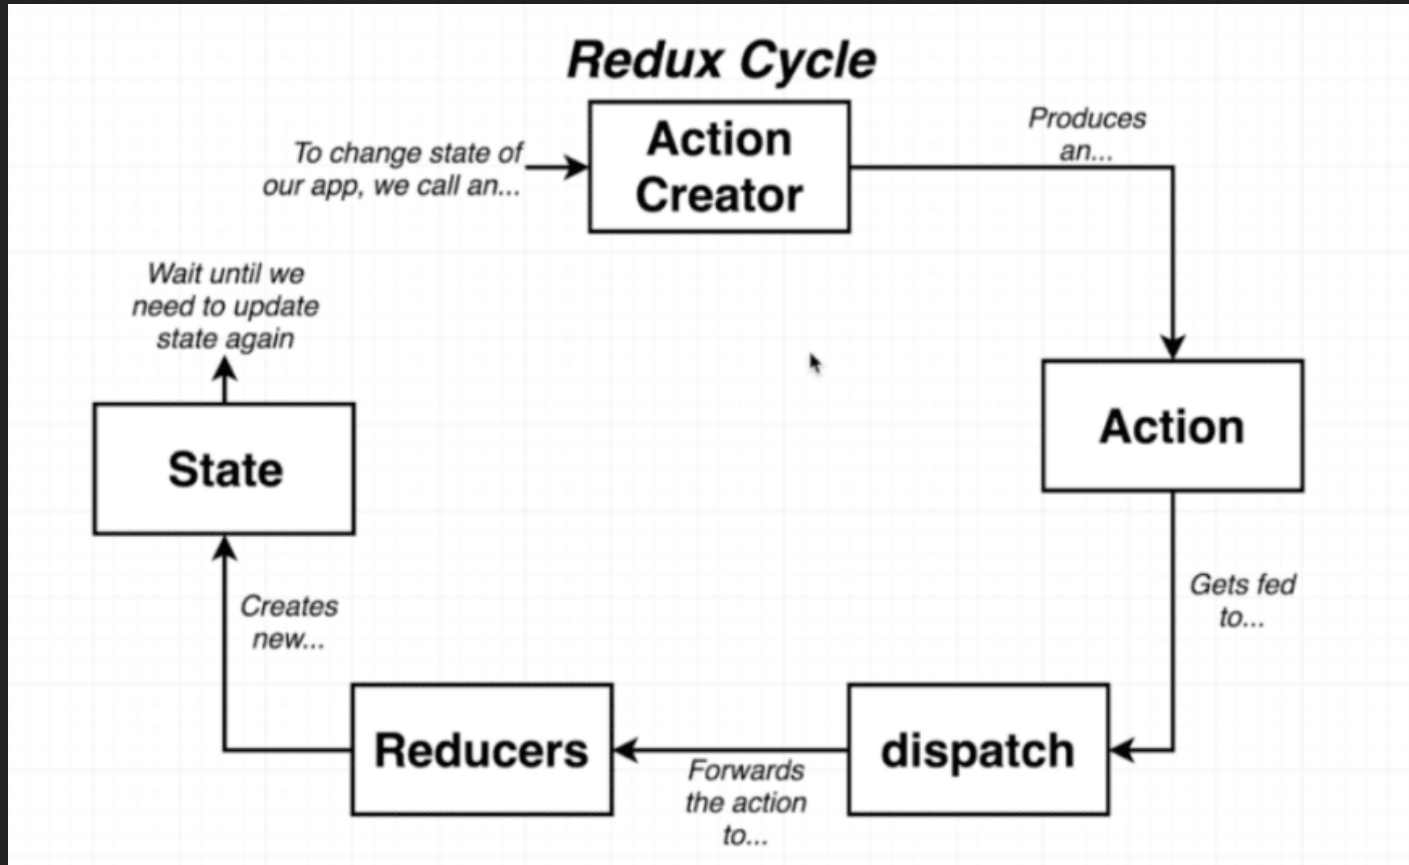 Redux Cycle
To change state of
our app, we call an...
Action
Creator
Produces
an...
Action
Gets fed
to...
dispatch
Forwards
the action
to...
Reducers
Creates
new...
State
Wait until we
need to update
state again